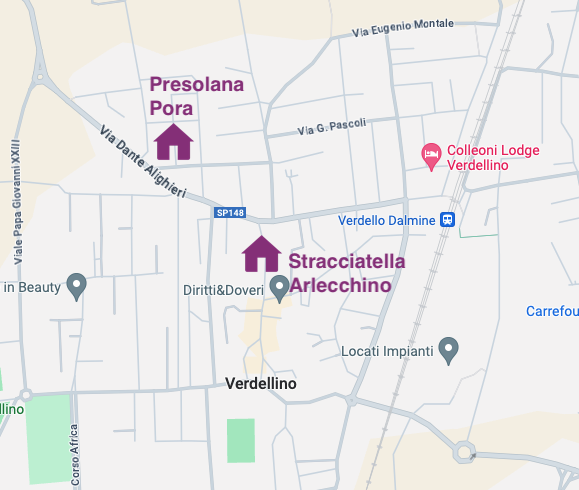 Via Eugenio Montale
Presolana
Pora
Via G. Pascoli
Via Dante Alighieri
Colleoni Lodge
Verdellino
Viale Papa Giovanni XXIII
SP148
Verdello Dalmine
Stracciatella
Arlecchino
in Beauty
Diritti&Doveri
Carrefou
Locati Impianti
Verdellino
llino
Corso Africa